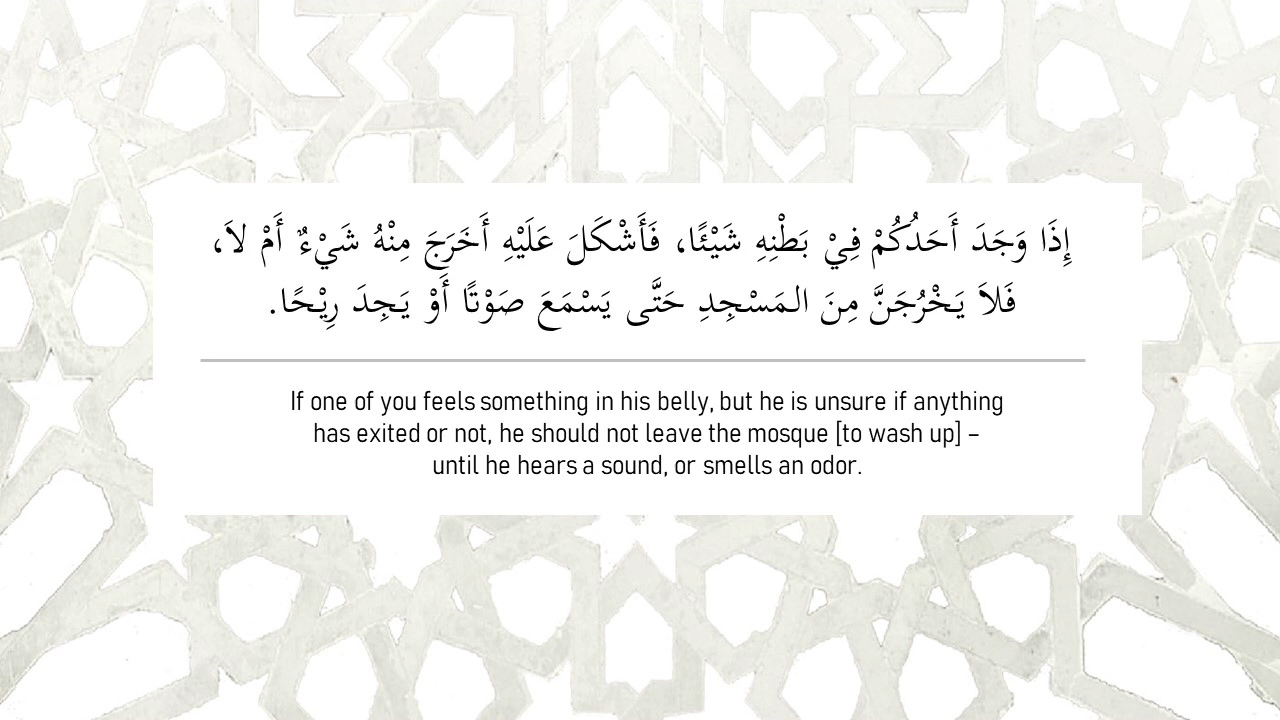 إِذَا وَجَدَ أَحَدُكُمْ فِيْ بَطْنِهِ شَيْئًا، فَأَشْكَلَ عَلَيْهِ أَخَرَجَ مِنْهُ شَيْءٌ أَمْ لاَ،
فَلاَ يَخْرُجَنَّ مِنَ الـمَسْجِدِ حَتَّى يَسْمَعَ صَوْتًا أَوْ يَجِدَ رِيْحًا.
If one of you feels something in his belly, but he is unsure if anything
has exited or not, he should not leave the mosque [to wash up] –
until he hears a sound, or smells an odor.